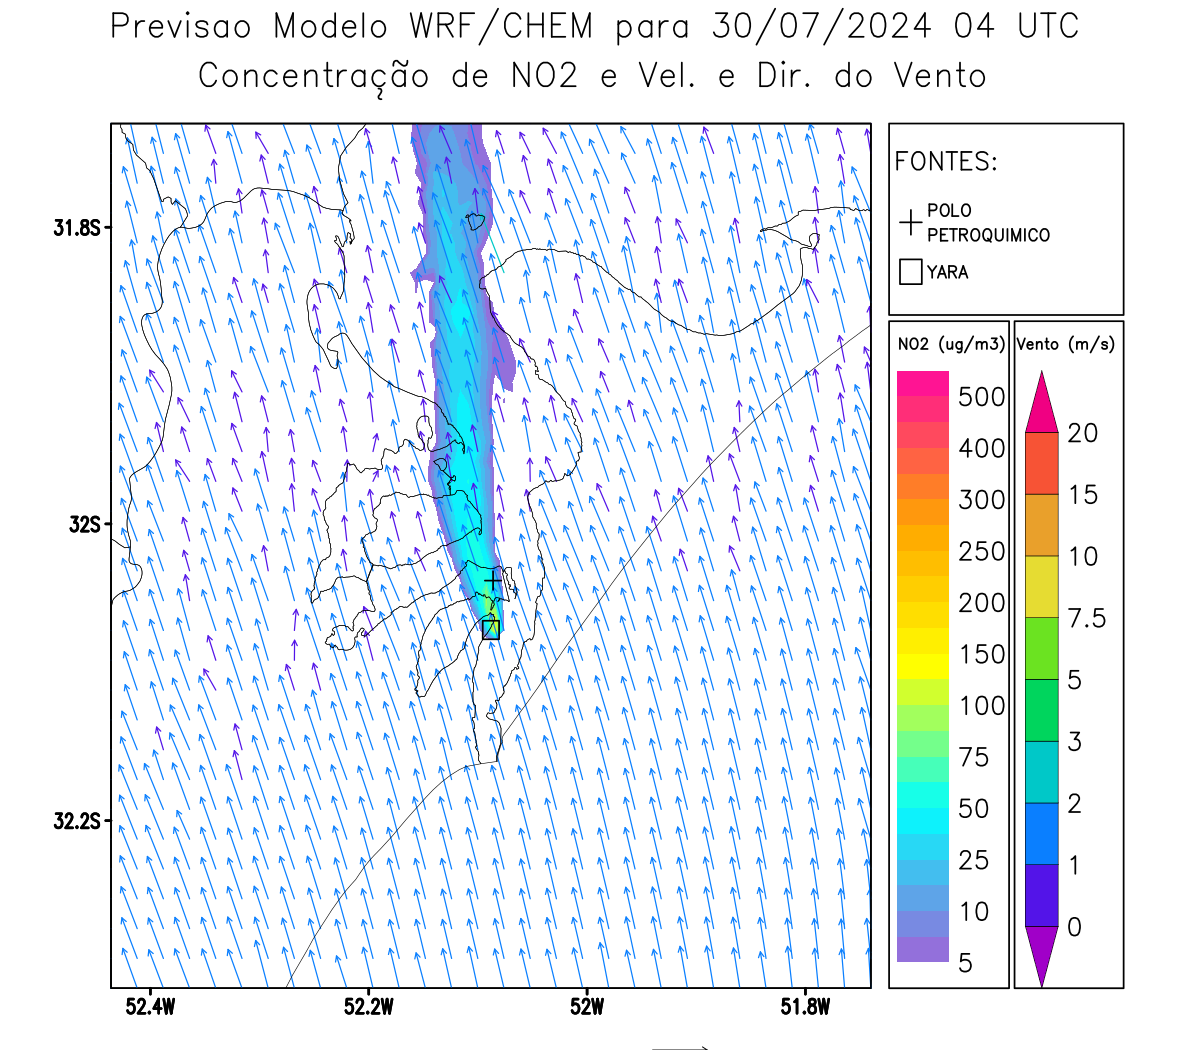 Previsao Modelo WRF/CHEM para 30/07/2024 04 UTC
Concentração de NO2 e Vel. e Dir. do Vento
FONTES:
POLO
PETROQUIMICO
YARA
NO2 (ug/m3)
500
400
300
250
200
150
100
75
50
25
10
5
Vento (m/s)
20
15
10
7.5
5
3
2
1
0
31.8S
32S
32.2S
52.4W
52.2W
52W
51.8W